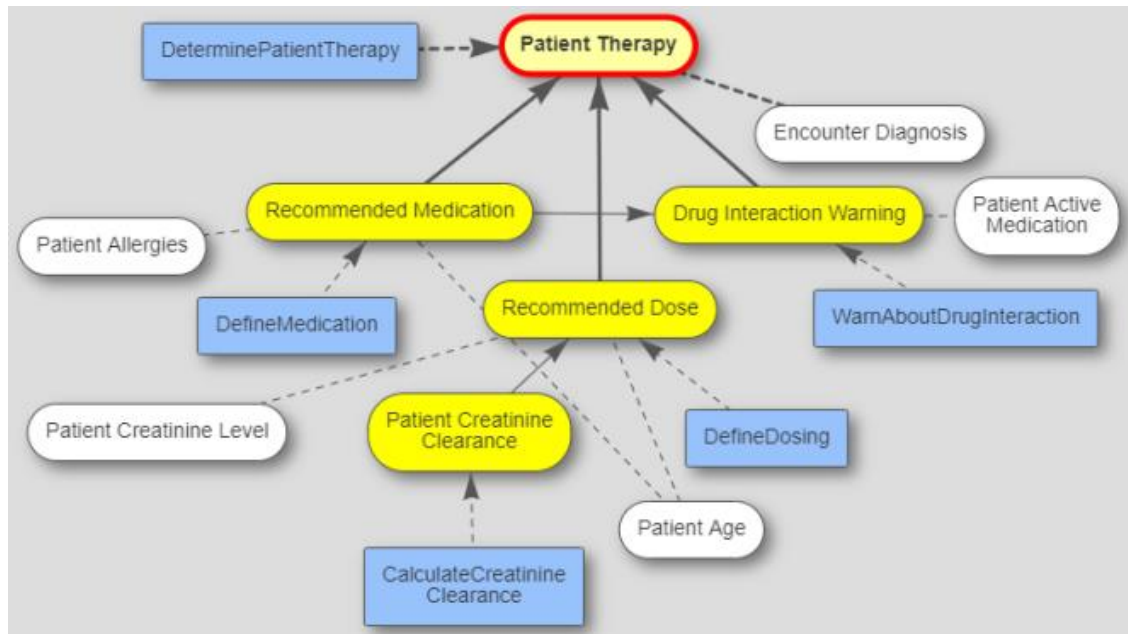 Patient Therapy
DeterminePatientTherapy
Encounter Diagnosis
Recommended Medication
Drug Interaction Warning
Patient Active
Medication
Patient Allergies
Recommended Dose
DefineMedication
WarnAboutDrugInteraction
Patient Creatinine
Clearance
Patient Creatinine Level
DefineDosing
Patient Age
CalculateCreatinine
Clearance